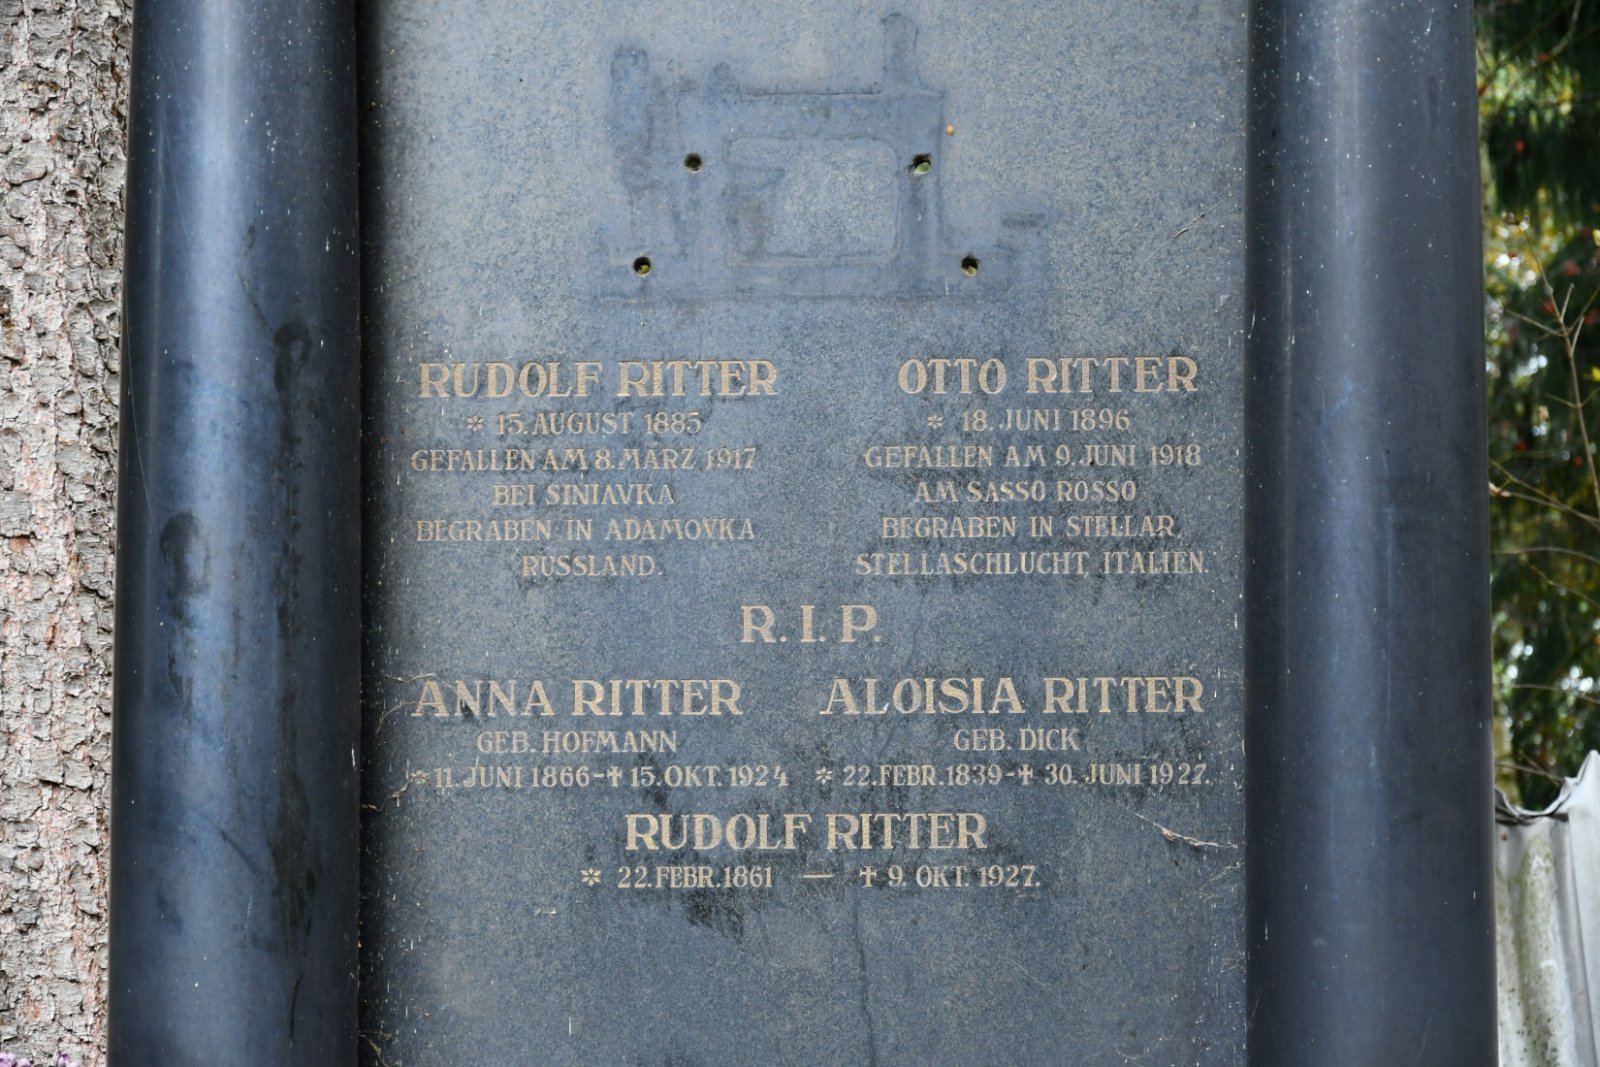 RUDOLF RITTER
* 15. AUGUST 1885
GEFALLEN AM 8. MÄRZ 1917
BEI SINIAVKA
BEGRABEN IN ADAMOVKA
RUSSLAND.
OTTO RITTER
* 18. JUNI 1896
GEFALLEN AM 9. JUNI 1918
AM SASSO ROSSO
BEGRABEN IN STELLAR,
STELLASCHLUCHT, ITALIEN.
R. I. P.
ANNA RITTER
GEB. HOFMANN
* 11. JUNI 1866 - ✝ 15. OKT. 1924
ALOISIA RITTER
GEB. DICK
* 22. FEBR. 1839 - ✝ 30. JUNI 1927.
RUDOLF RITTER
* 22. FEBR. 1861 — ✝ 9. OKT. 1927.